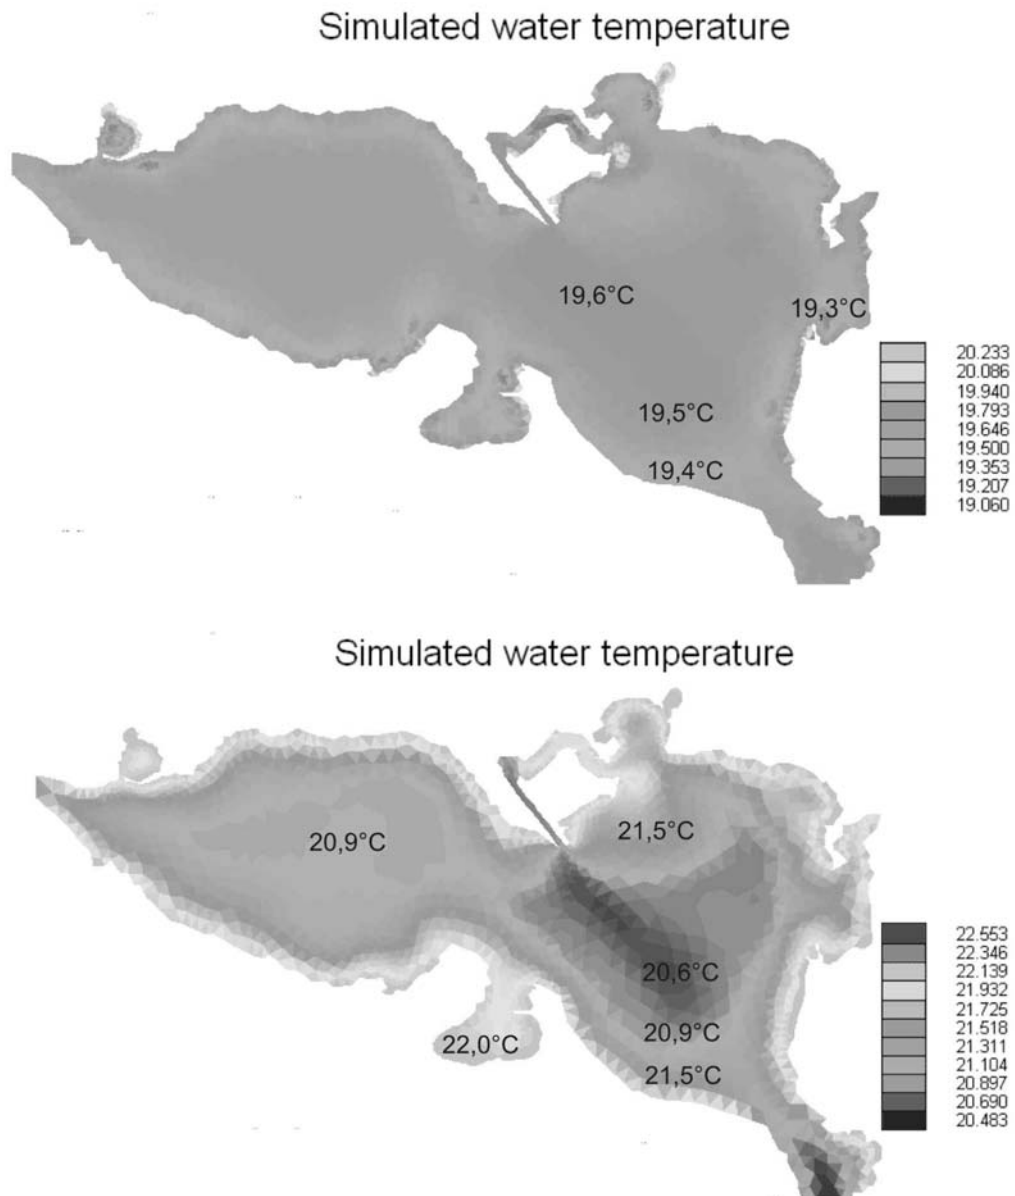 Simulated water temperature
19,6°C
19,3°C
19,5°C
19,4°C
20.233
20.086
19.940
19.793
19.646
19.500
19.353
19.207
19.060
Simulated water temperature
20,9°C
21,5°C
20,6°C
20,9°C
22,0°C
21,5°C
22.553
22.346
22.139
21.932
21.725
21.518
21.311
21.104
20.897
20.690
20.483